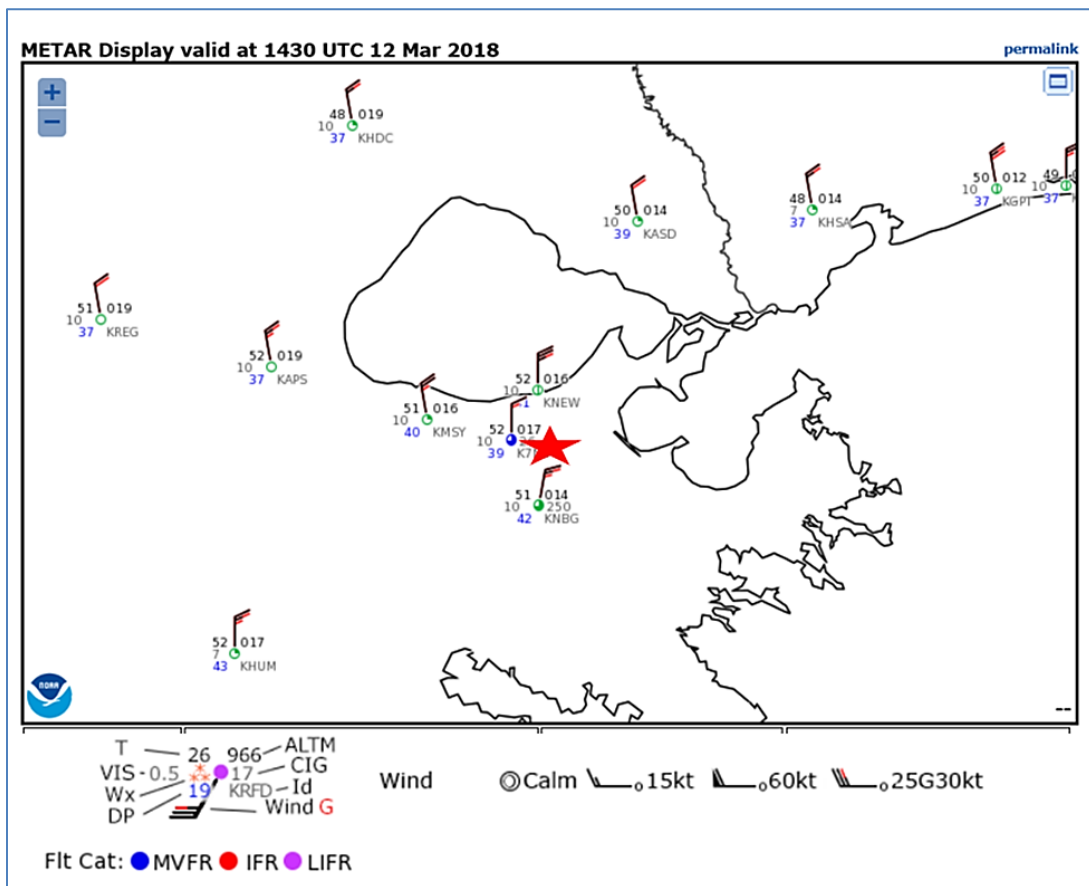 METAR Display valid at 1430 UTC 12 Mar 2018
permalink
+
−
48 019
10
37 KHDC
50 012
10
37 KGPT
49
10
37
50 014
10
39 KASD
48 014
7
37 KHSA
51 019
10
37 KREG
52 019
10
37 KAPS
52 016
10
KNEW
51 016
10
40 KMSY
52 017
10
39
51 014
10 250
42 KNBG
52 017
7
43 KHUM
NOAA
--
T 26 966 ALTM
VIS - 0.5 17 CIG
Wx KRFD Id
DP 19 Wind G
Wind Calm 15kt 60kt 25G30kt
Flt Cat: MVFR IFR LIFR